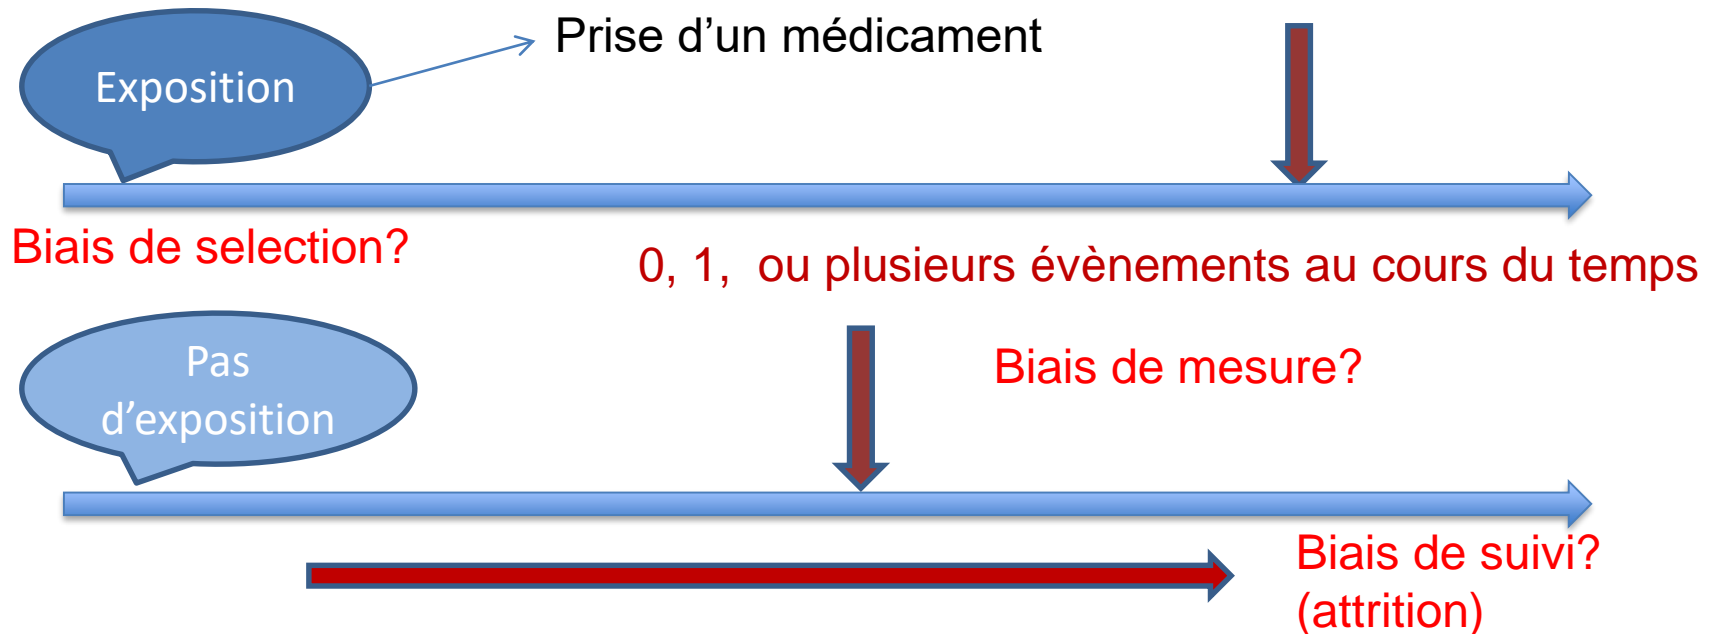 Prise d’un médicament
Exposition
Biais de selection?
0, 1, ou plusieurs évènements au cours du temps
Pas
d’exposition
Biais de mesure?
Biais de suivi?
(attrition)